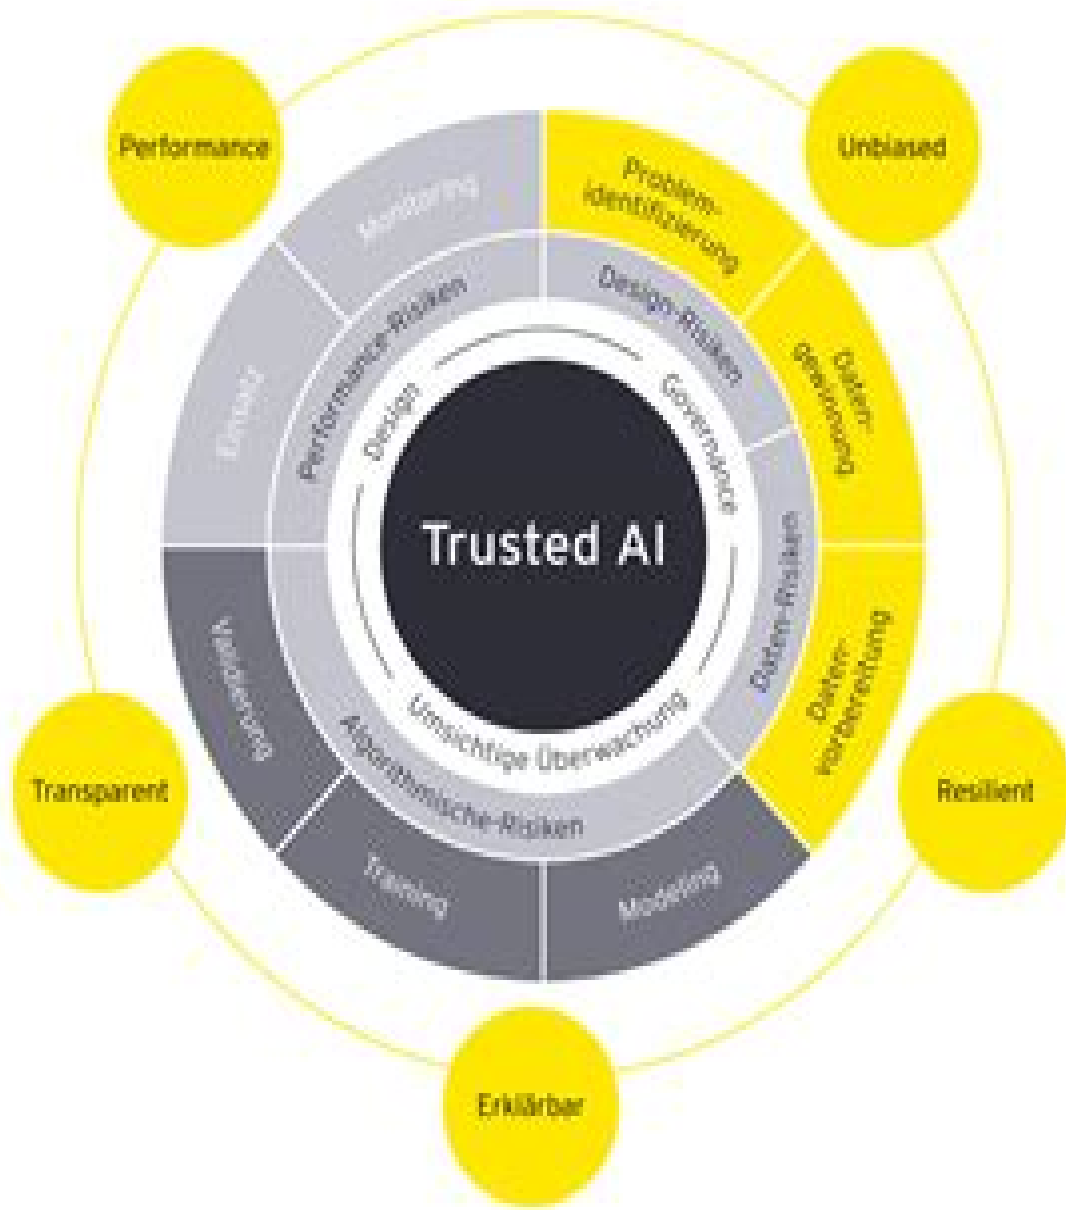 Performance
Unbiased
Monitoring
Problem-
identifizierung
Performance-Risiken
Design-Risiken
Einsatz
Daten-
gewinnung
Design
Governance
Trusted AI
Daten-Risiken
Validierung
Daten-
vorbereitung
Umsichtige Überwachung
Algorithmische-Risiken
Transparent
Resilient
Training
Modeling
Erklärbar